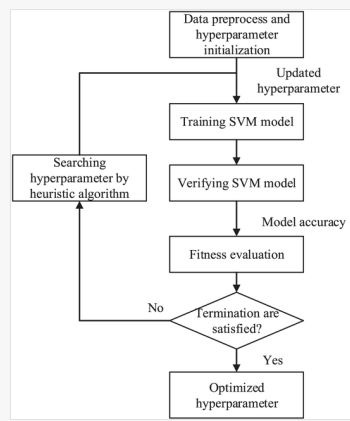 Data preprocess and
hyperparameter
initialization
Updated
hyperparameter
Training SVM model
Searching
hyperparameter by
heuristic algorithm
Verifying SVM model
Model accuracy
Fitness evaluation
No
Termination are
satisfied?
Yes
Optimized
hyperparameter